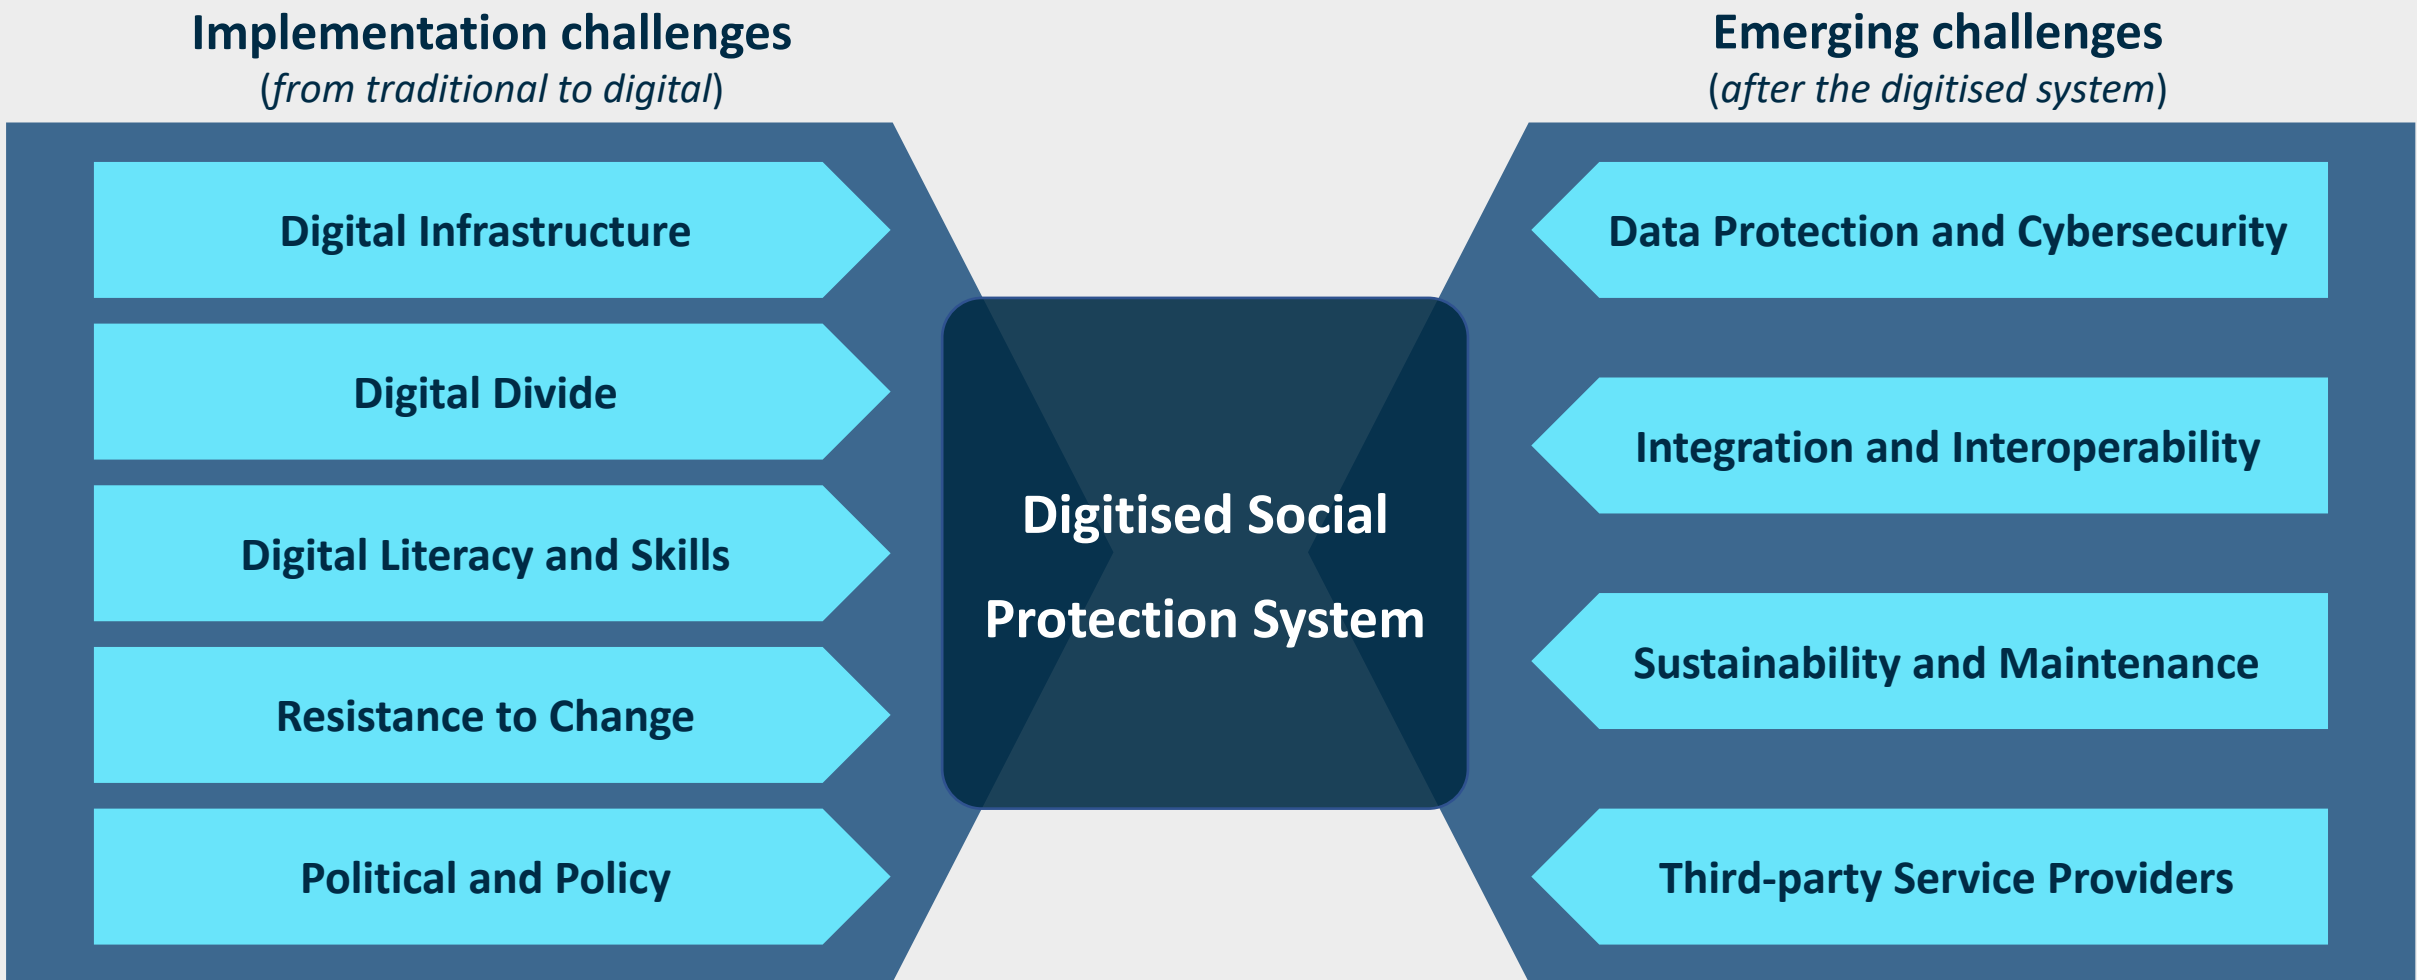 Implementation challenges
(from traditional to digital)
Digital Infrastructure
Digital Divide
Digital Literacy and Skills
Resistance to Change
Political and Policy
Digitised Social
Protection System
Emerging challenges
(after the digitised system)
Data Protection and Cybersecurity
Integration and Interoperability
Sustainability and Maintenance
Third-party Service Providers